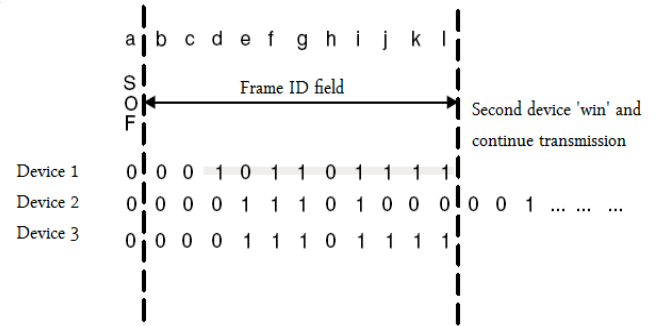 a b c d e f g h i j k l
S
O
F
Frame ID field
Second device 'win' and
continue transmission
Device 1 0 0 0 1 0 1 1 0 1 1 1 1
Device 2 0 0 0 0 1 1 1 0 1 0 0 0 0 0 1 ... ... ...
Device 3 0 0 0 0 1 1 1 0 1 1 1 1